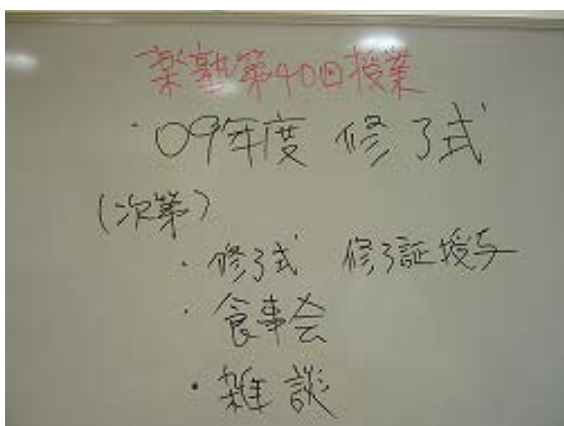 楽塾第40回授業
'09年度 修了式
(次第)
・修了式 修了証授与
・食事会
・雑談